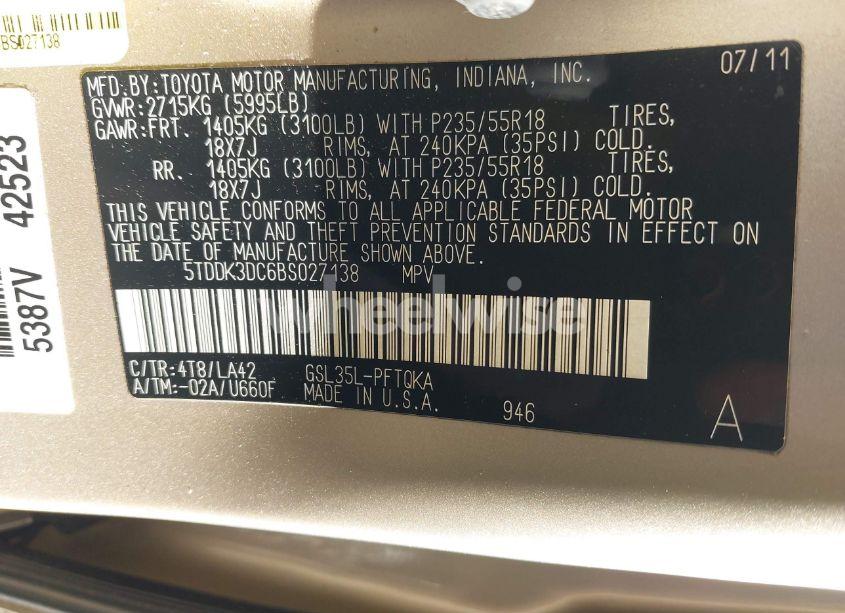 BS027138
42523
5387V
MFD.BY:TOYOTA MOTOR MANUFACTURING, INDIANA, INC. 07/11
GVWR:2715KG (5995LB)
GAWR:FRT. 1405KG (3100LB) WITH P235/55R18 TIRES,
18X7J RIMS, AT 240KPA (35PSI) COLD.
RR. 1405KG (3100LB) WITH P235/55R18 TIRES,
18X7J RIMS, AT 240KPA (35PSI) COLD.
THIS VEHICLE CONFORMS TO ALL APPLICABLE FEDERAL MOTOR
VEHICLE SAFETY AND THEFT PREVENTION STANDARDS IN EFFECT ON
THE DATE OF MANUFACTURE SHOWN ABOVE.
5TDDK3DC6BS027138 MPV
wheelwise
C/TR:4T8/LA42 GSL35L-PFTQKA
A/TM:-02A/U660F MADE IN U.S.A. 946 A